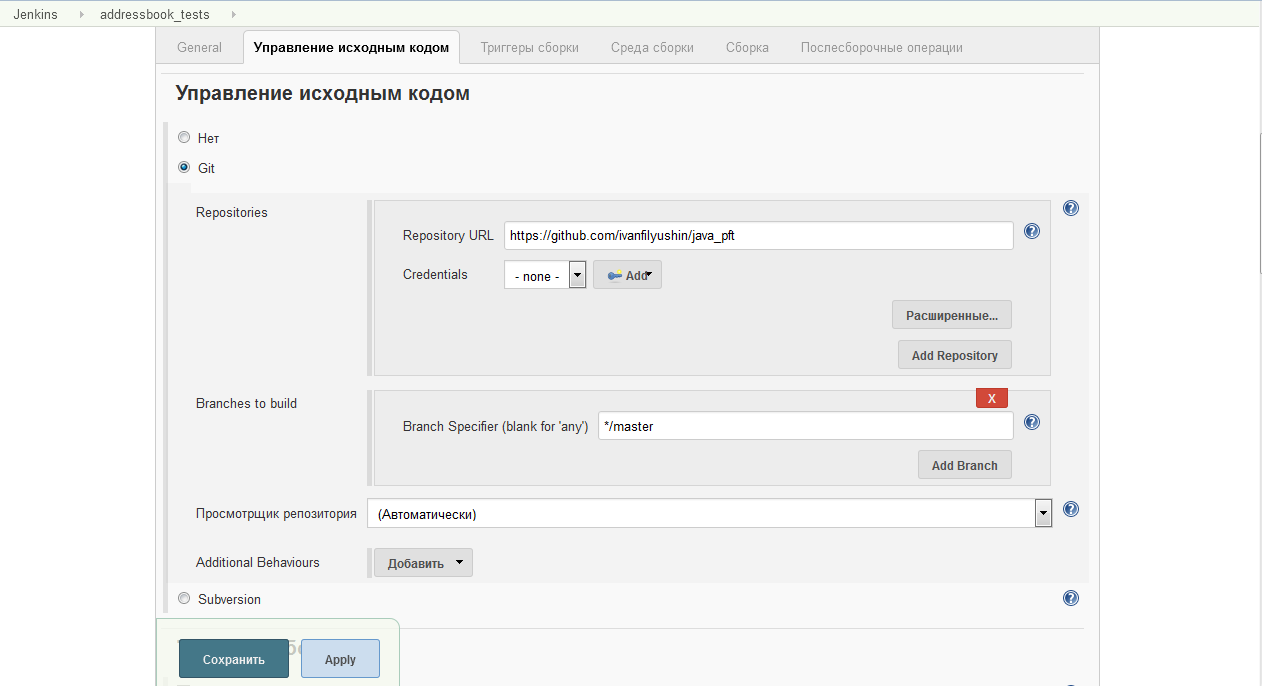 Jenkins addressbook_tests
General Управление исходным кодом Триггеры сборки Среда сборки Сборка Послесборочные операции
Управление исходным кодом
Нет
Git
Repositories
Repository URL https://github.com/ivanfilyushin/java_pft
Credentials - none - Add
Расширенные...
Add Repository
Branches to build
X
Branch Specifier (blank for 'any') */master
Add Branch
Просмотрщик репозитория (Автоматически)
Additional Behaviours Добавить
Subversion
Сохранить Apply